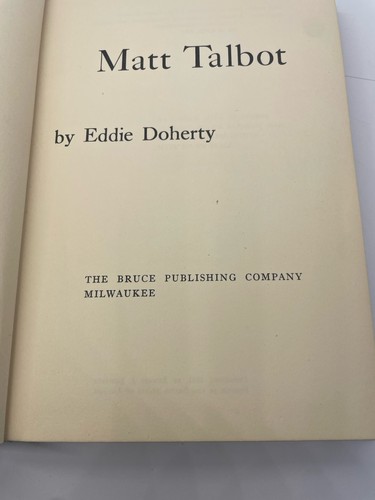 Matt Talbot
by Eddie Doherty
THE BRUCE PUBLISHING COMPANY
MILWAUKEE